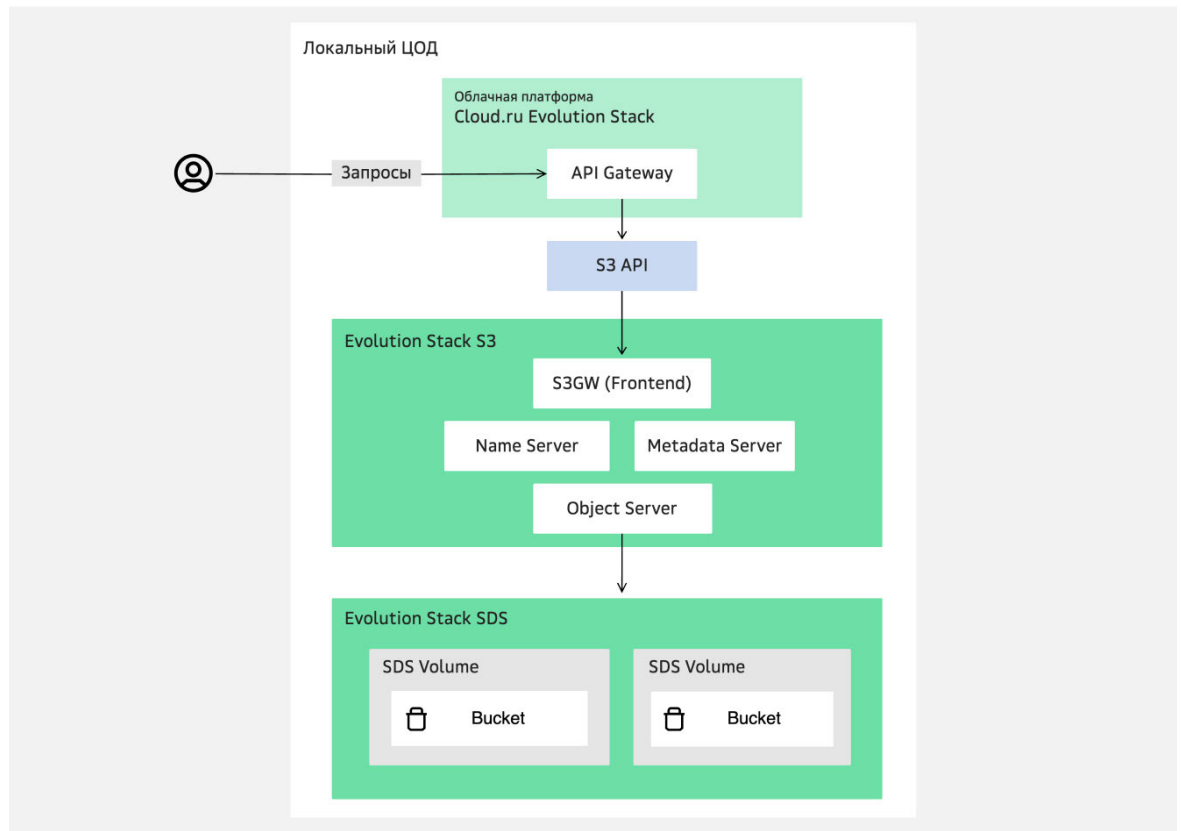 Локальный ЦОД
Облачная платформа
Cloud.ru Evolution Stack
Запросы
API Gateway
S3 API
Evolution Stack S3
S3GW (Frontend)
Name Server
Metadata Server
Object Server
Evolution Stack SDS
SDS Volume
SDS Volume
Bucket
Bucket